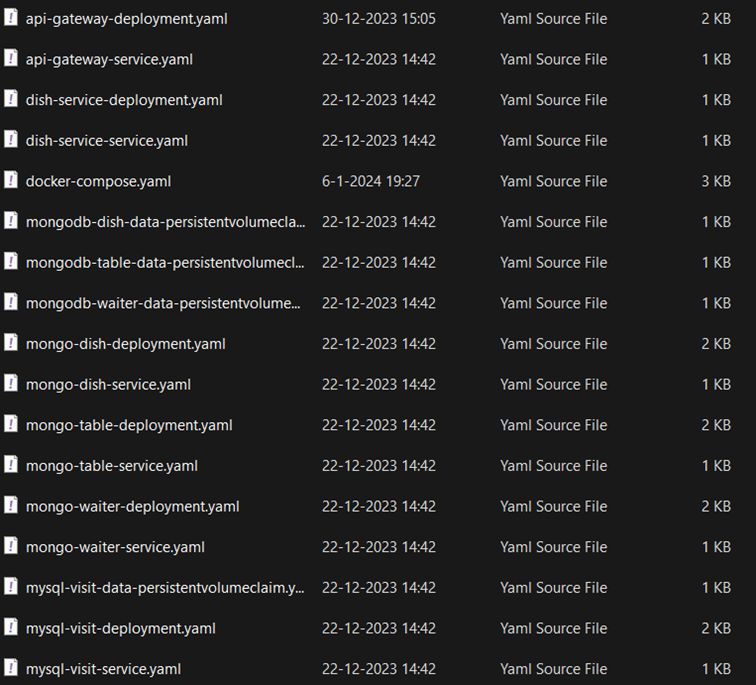 api-gateway-deployment.yaml 30-12-2023 15:05 Yaml Source File 2 KB
api-gateway-service.yaml 22-12-2023 14:42 Yaml Source File 1 KB
dish-service-deployment.yaml 22-12-2023 14:42 Yaml Source File 1 KB
dish-service-service.yaml 22-12-2023 14:42 Yaml Source File 1 KB
docker-compose.yaml 6-1-2024 19:27 Yaml Source File 3 KB
mongodb-dish-data-persistentvolumecla... 22-12-2023 14:42 Yaml Source File 1 KB
mongodb-table-data-persistentvolumecl... 22-12-2023 14:42 Yaml Source File 1 KB
mongodb-waiter-data-persistentvolume... 22-12-2023 14:42 Yaml Source File 1 KB
mongo-dish-deployment.yaml 22-12-2023 14:42 Yaml Source File 2 KB
mongo-dish-service.yaml 22-12-2023 14:42 Yaml Source File 1 KB
mongo-table-deployment.yaml 22-12-2023 14:42 Yaml Source File 2 KB
mongo-table-service.yaml 22-12-2023 14:42 Yaml Source File 1 KB
mongo-waiter-deployment.yaml 22-12-2023 14:42 Yaml Source File 2 KB
mongo-waiter-service.yaml 22-12-2023 14:42 Yaml Source File 1 KB
mysql-visit-data-persistentvolumeclaim.y... 22-12-2023 14:42 Yaml Source File 1 KB
mysql-visit-deployment.yaml 22-12-2023 14:42 Yaml Source File 2 KB
mysql-visit-service.yaml 22-12-2023 14:42 Yaml Source File 1 KB